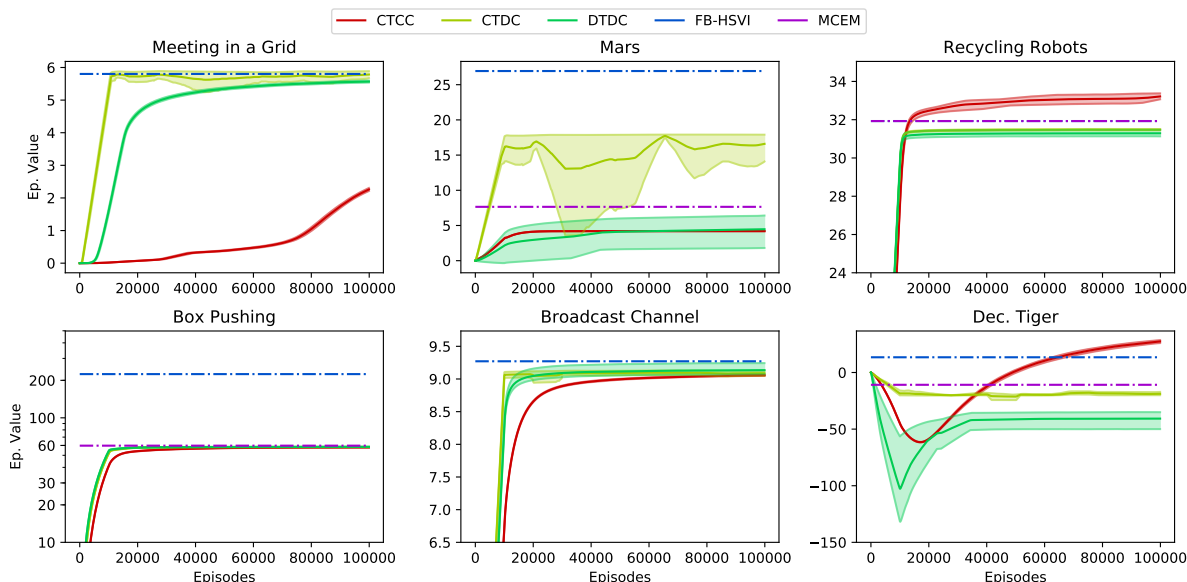 CTCC CTDC DTDC FB-HSVI MCEM
Meeting in a Grid Mars Recycling Robots
Ep. Value
6
5
4
3
2
1
0
0 20000 40000 60000 80000 100000
25
20
15
10
5
0
0 20000 40000 60000 80000 100000
34
32
30
28
26
24
0 20000 40000 60000 80000 100000
Box Pushing Broadcast Channel Dec. Tiger
Ep. Value
200
100
60
30
20
10
0 20000 40000 60000 80000 100000
Episodes
9.5
9.0
8.5
8.0
7.5
7.0
6.5
0 20000 40000 60000 80000 100000
Episodes
0
−50
−100
−150
0 20000 40000 60000 80000 100000
Episodes